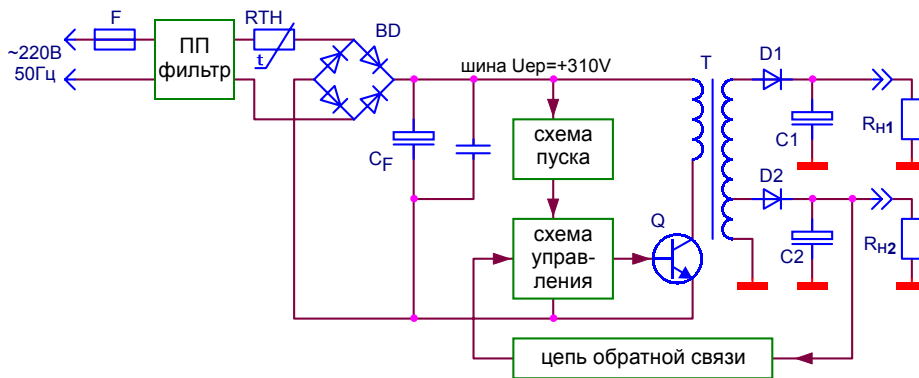 F
RTH
BD
~220В
50Гц
ПП
фильтр
t
шина Uep=+310V
T
D1
C1
RН1
CF
схема
пуска
D2
C2
RН2
Q
схема
управ-
ления
цепь обратной связи